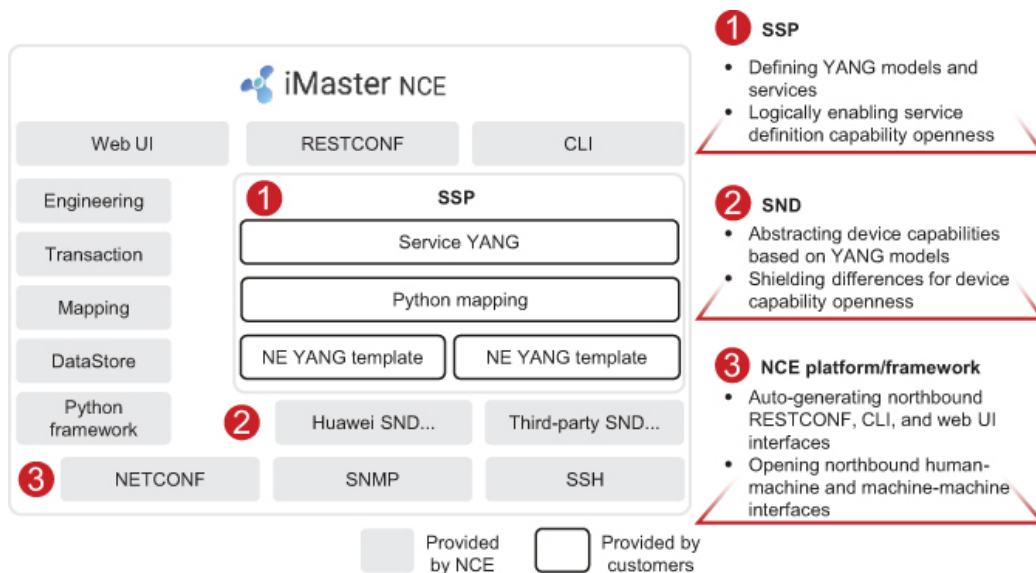 iMaster NCE
Web UI
RESTCONF
CLI
Engineering
Transaction
Mapping
DataStore
Python
framework
1
SSP
Service YANG
Python mapping
NE YANG template
NE YANG template
2
Huawei SND...
Third-party SND...
3
NETCONF
SNMP
SSH
Provided
by NCE
Provided by
customers
1 SSP
• Defining YANG models and
services
• Logically enabling service
definition capability openness
2 SND
• Abstracting device capabilities
based on YANG models
• Shielding differences for device
capability openness
3 NCE platform/framework
• Auto-generating northbound
RESTCONF, CLI, and web UI
interfaces
• Opening northbound human-
machine and machine-machine
interfaces